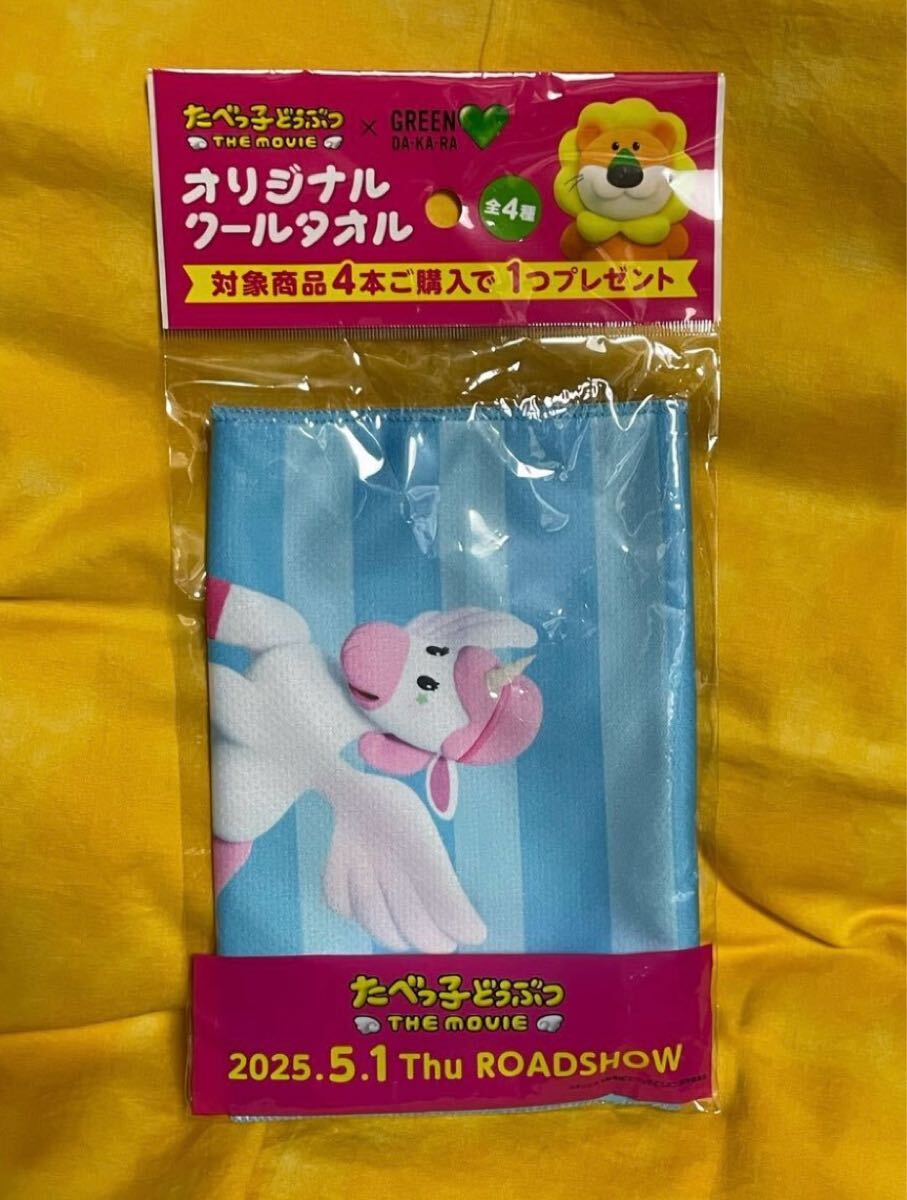 たべっ子どうぶつ
THE MOVIE
×
GREEN
DA・KA・RA
オリジナル
クールタオル
全4種
対象商品4本ご購入で1つプレゼント
たべっ子どうぶつ
THE MOVIE
2025.5.1 Thu ROADSHOW